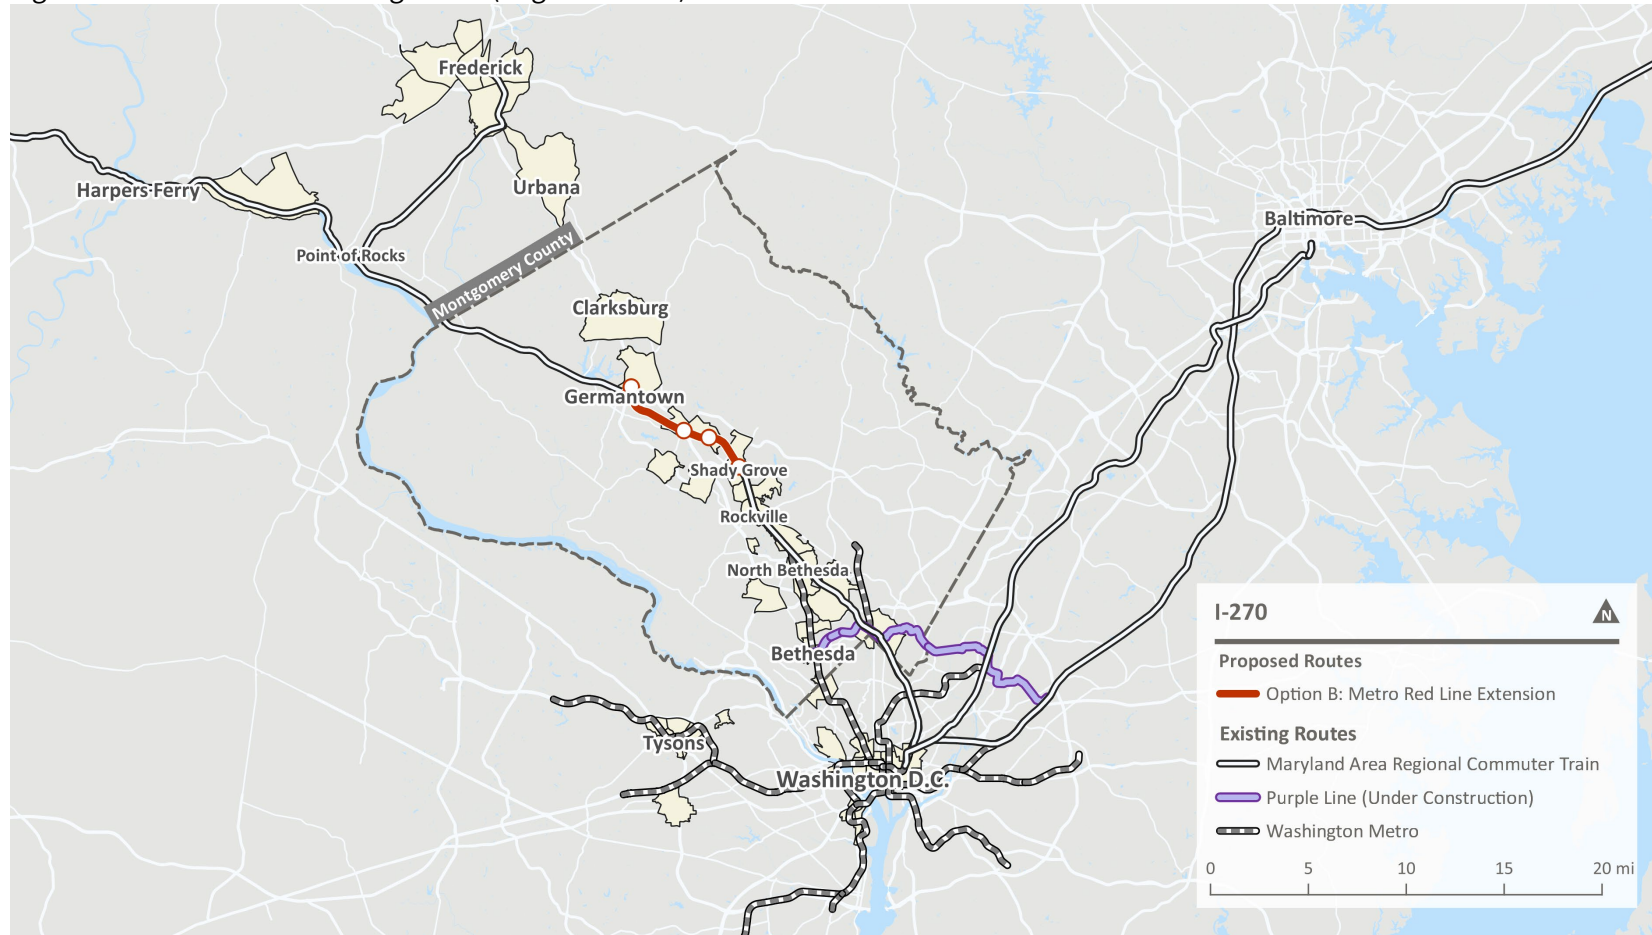 Frederick
Harpers Ferry
Urbana
Baltimore
Point of Rocks
Montgomery County
Clarksburg
Germantown
Shady Grove
Rockville
North Bethesda
Bethesda
Tysons
Washington D.C.
I-270
N
Proposed Routes
Option B: Metro Red Line Extension
Existing Routes
Maryland Area Regional Commuter Train
Purple Line (Under Construction)
Washington Metro
0 5 10 15 20 mi